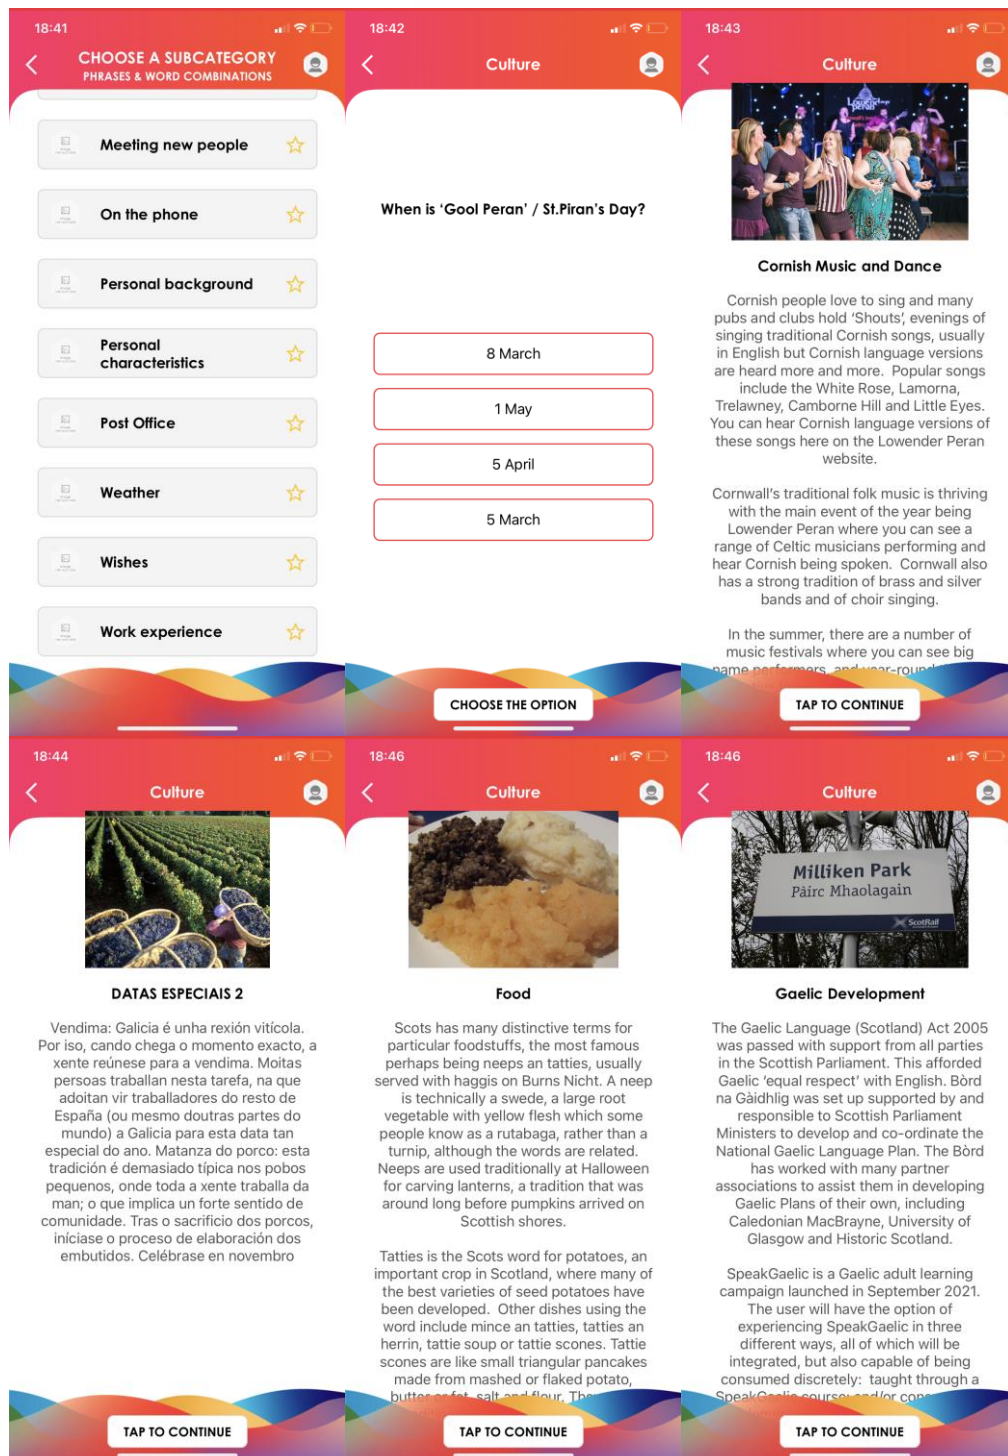 18:41
CHOOSE A SUBCATEGORY
PHRASES & WORD COMBINATIONS
Meeting new people
On the phone
Personal background
Personal
characteristics
Post Office
Weather
Wishes
Work experience
18:42
Culture
When is ‘Gool Peran’ / St.Piran’s Day?
8 March
1 May
5 April
5 March
CHOOSE THE OPTION
18:43
Culture
Lowender
Peran
Cornish Music and Dance
Cornish people love to sing and many
pubs and clubs hold ‘Shouts’, evenings of
singing traditional Cornish songs, usually
in English but Cornish language versions
are heard more and more. Popular songs
include the White Rose, Lamorna,
Trelawney, Camborne Hill and Little Eyes.
You can hear Cornish language versions of
these songs here on the Lowender Peran
website.
Cornwall’s traditional folk music is thriving
with the main event of the year being
Lowender Peran where you can see a
range of Celtic musicians performing and
hear Cornish being spoken. Cornwall also
has a strong tradition of brass and silver
bands and of choir singing.
In the summer, there are a number of
music festivals where you can see big
name performers, and year-round
TAP TO CONTINUE
18:44
Culture
DATAS ESPECIAIS 2
Vendima: Galicia é unha rexión vitícola.
Por iso, cando chega o momento exacto, a
xente reúnese para a vendima. Moitas
persoas traballan nesta tarefa, na que
adoitan vir traballadores do resto de
España (ou mesmo doutras partes do
mundo) a Galicia para esta data tan
especial do ano. Matanza do porco: esta
tradición é demasiado típica nos pobos
pequenos, onde toda a xente traballa da
man; o que implica un forte sentido de
comunidade. Tras o sacrificio dos porcos,
iníciase o proceso de elaboración dos
embutidos. Celébrase en novembro
TAP TO CONTINUE
18:46
Culture
Food
Scots has many distinctive terms for
particular foodstuffs, the most famous
perhaps being neeps an tatties, usually
served with haggis on Burns Nicht. A neep
is technically a swede, a large root
vegetable with yellow flesh which some
people know as a rutabaga, rather than a
turnip, although the words are related.
Neeps are used traditionally at Halloween
for carving lanterns, a tradition that was
around long before pumpkins arrived on
Scottish shores.
Tatties is the Scots word for potatoes, an
important crop in Scotland, where many of
the best varieties of seed potatoes have
been developed. Other dishes using the
word include mince an tatties, tatties an
herrin, tattie soup or tattie scones. Tattie
scones are like small triangular pancakes
made from mashed or flaked potato,
butter or fat, salt and flour.
TAP TO CONTINUE
18:46
Culture
Milliken Park
Pàirc Mhaolagain
ScotRail
Gaelic Development
The Gaelic Language (Scotland) Act 2005
was passed with support from all parties
in the Scottish Parliament. This afforded
Gaelic ‘equal respect’ with English. Bòrd
na Gàidhlig was set up supported by and
responsible to Scottish Parliament
Ministers to develop and co-ordinate the
National Gaelic Language Plan. The Bòrd
has worked with many partner
associations to assist them in developing
Gaelic Plans of their own, including
Caledonian MacBrayne, University of
Glasgow and Historic Scotland.
SpeakGaelic is a Gaelic adult learning
campaign launched in September 2021.
The user will have the option of
experiencing SpeakGaelic in three
different ways, all of which will be
integrated, but also capable of being
consumed discretely: taught through a
SpeakGaelic course; and/or
TAP TO CONTINUE